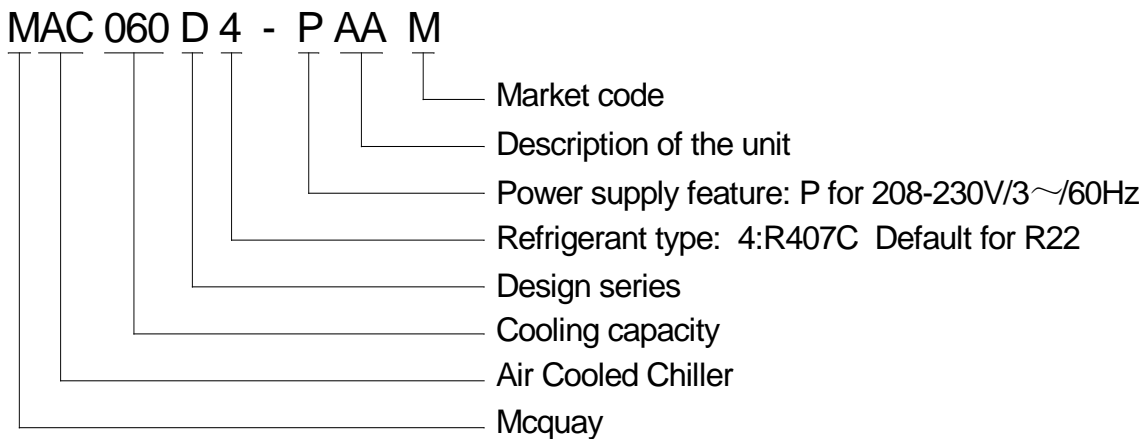 MAC 060 D 4 - P AA M
Market code
Description of the unit
Power supply feature: P for 208-230V/3～/60Hz
Refrigerant type: 4:R407C Default for R22
Design series
Cooling capacity
Air Cooled Chiller
Mcquay